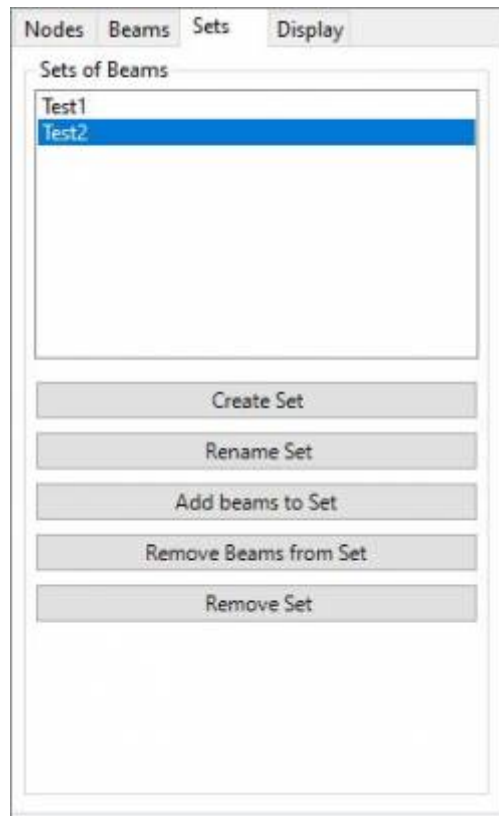 Nodes Beams Sets Display
Sets of Beams
Test1
Test2
Create Set
Rename Set
Add beams to Set
Remove Beams from Set
Remove Set